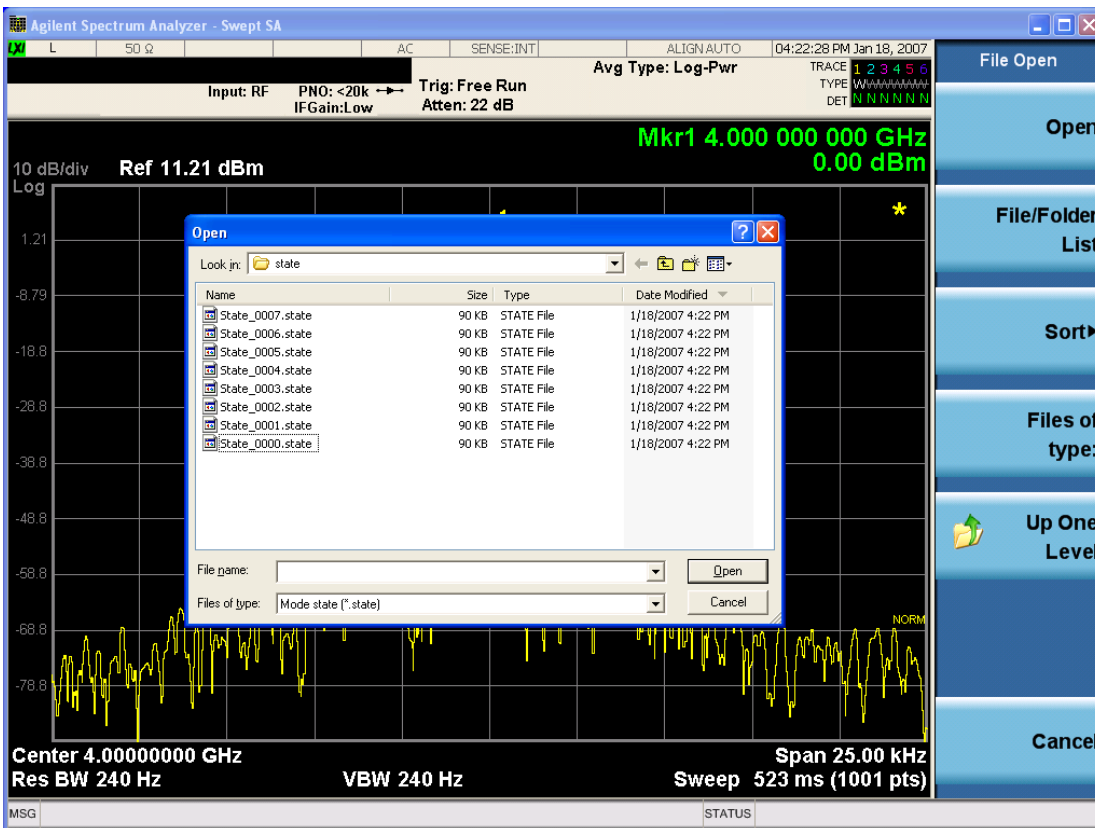 Agilent Spectrum Analyzer - Swept SA
LXI L 50 Ω AC SENSE:INT ALIGN AUTO 04:22:28 PM Jan 18, 2007
Input: RF PNO: <20k Trig: Free Run Avg Type: Log-Pwr TRACE 1 2 3 4 5 6
IFGain:Low Atten: 22 dB TYPE WWWWWW
DET N N N N N N
Mkr1 4.000 000 000 GHz
0.00 dBm
10 dB/div Ref 11.21 dBm
Log
1.21
-8.79
-18.8
-28.8
-38.8
-48.8
-58.8
-68.8
-78.8
NORM
Open
Look in: state
Name Size Type Date Modified
State_0007.state 90 KB STATE File 1/18/2007 4:22 PM
State_0006.state 90 KB STATE File 1/18/2007 4:22 PM
State_0005.state 90 KB STATE File 1/18/2007 4:22 PM
State_0004.state 90 KB STATE File 1/18/2007 4:22 PM
State_0003.state 90 KB STATE File 1/18/2007 4:22 PM
State_0002.state 90 KB STATE File 1/18/2007 4:22 PM
State_0001.state 90 KB STATE File 1/18/2007 4:22 PM
State_0000.state 90 KB STATE File 1/18/2007 4:22 PM
File name: Open
Files of type: Mode state (*.state) Cancel
Center 4.00000000 GHz Span 25.00 kHz
Res BW 240 Hz VBW 240 Hz Sweep 523 ms (1001 pts)
MSG STATUS
File Open
Open
File/Folder
List
Sort
Files of
type:
Up One
Level
Cancel